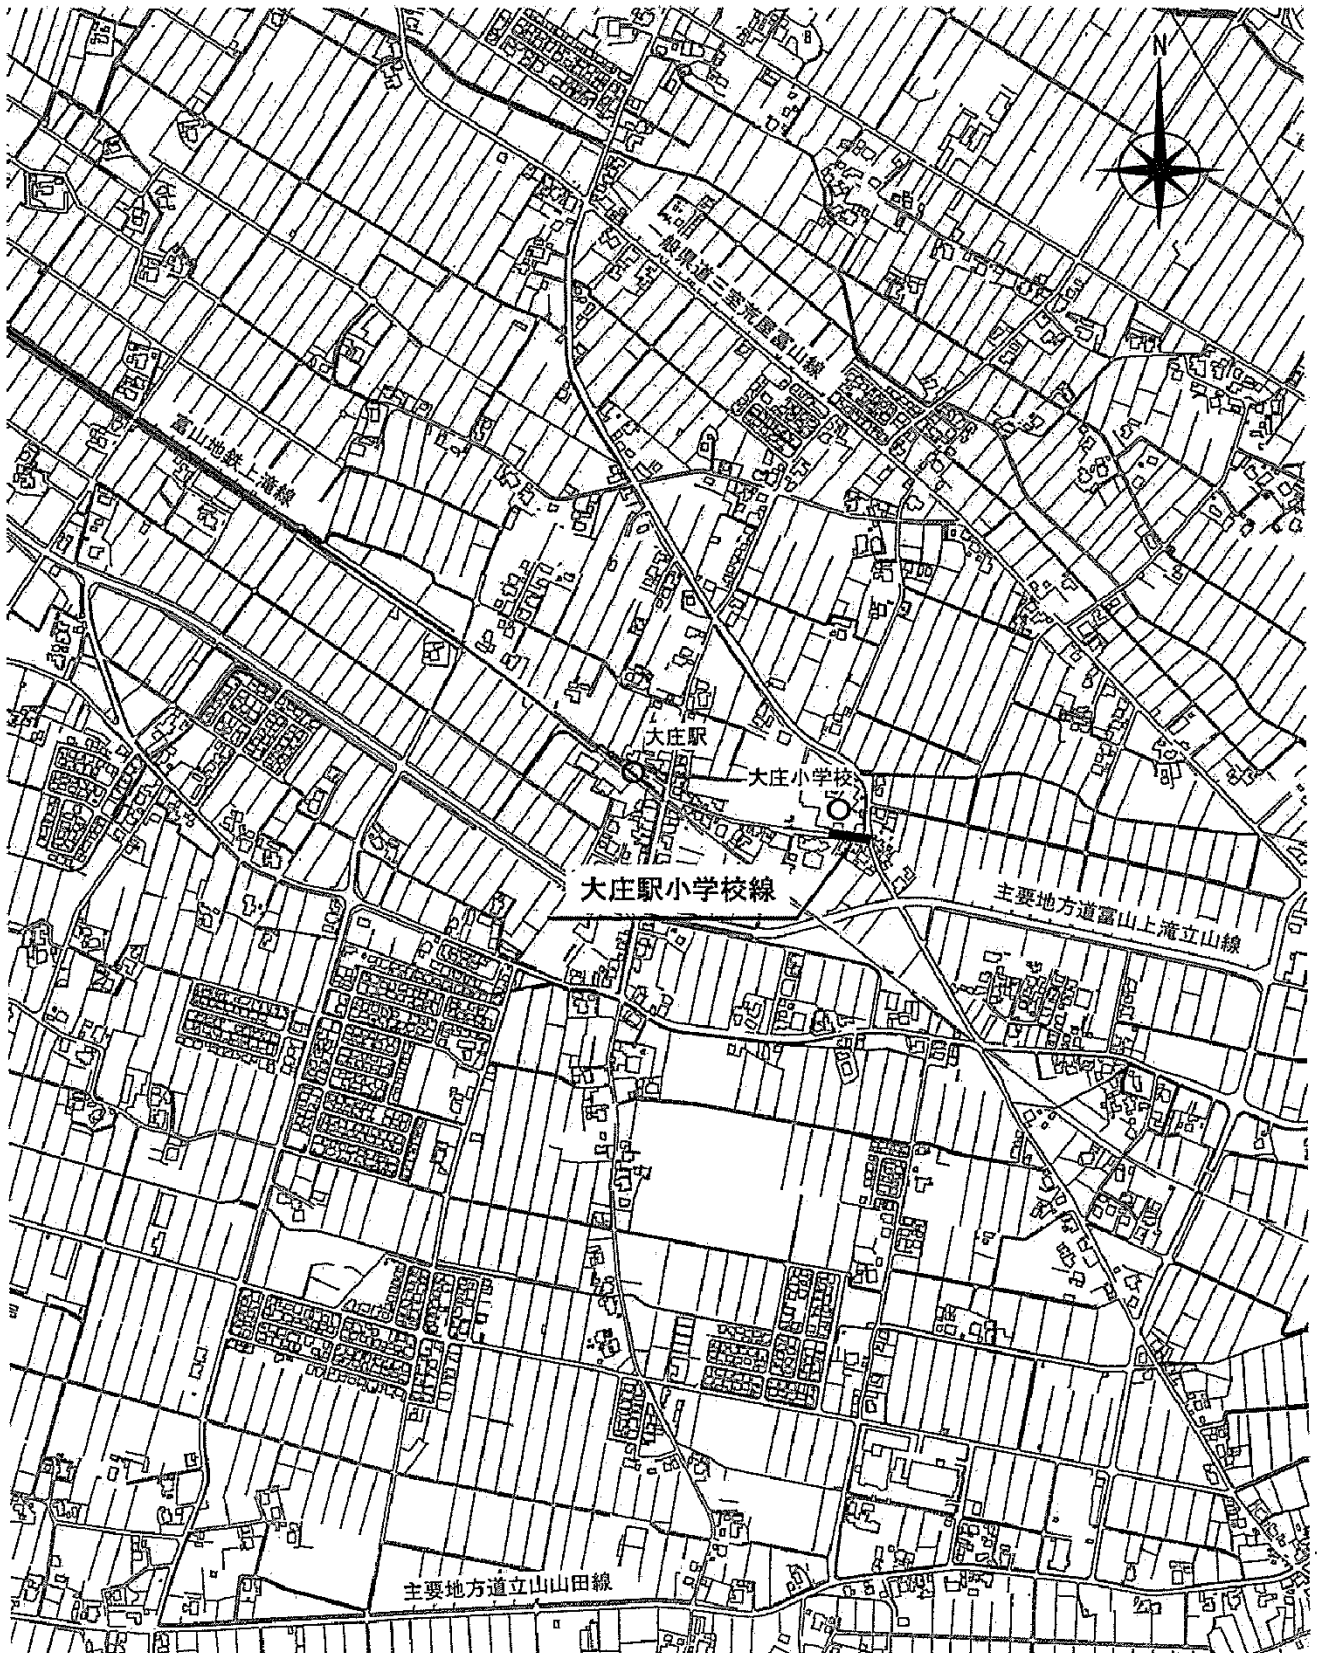 N
一般県道三室荒屋富山線
富山地鉄上滝線
大庄駅
大庄小学校
大庄駅小学校線
主要地方道富山上滝立山線
主要地方道立山山田線